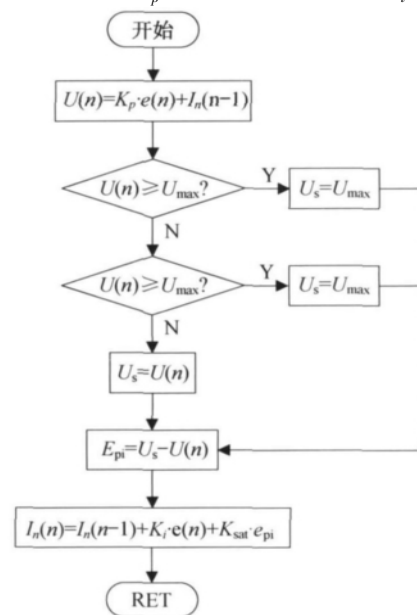 p
开始
U(n)=Kp·e(n)+In(n−1)
U(n)≥Umax?
Y
Us=Umax
N
U(n)≥Umax?
Y
Us=Umax
N
Us=U(n)
Epi=Us−U(n)
In(n)=In(n−1)+Ki·e(n)+Ksat·epi
RET